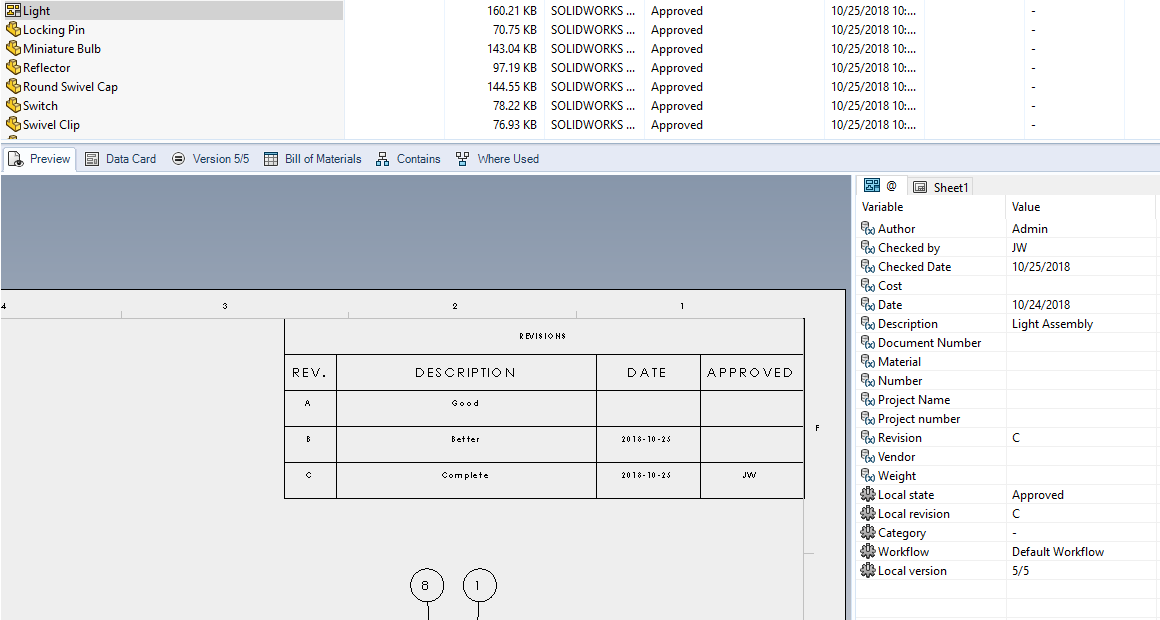 Light 160.21 KB SOLIDWORKS ... Approved 10/25/2018 10:... -
Locking Pin 70.75 KB SOLIDWORKS ... Approved 10/25/2018 10:... -
Miniature Bulb 143.04 KB SOLIDWORKS ... Approved 10/25/2018 10:... -
Reflector 97.19 KB SOLIDWORKS ... Approved 10/25/2018 10:... -
Round Swivel Cap 144.55 KB SOLIDWORKS ... Approved 10/25/2018 10:... -
Switch 78.22 KB SOLIDWORKS ... Approved 10/25/2018 10:... -
Swivel Clip 76.93 KB SOLIDWORKS ... Approved 10/25/2018 10:... -
Preview Data Card Version 5/5 Bill of Materials Contains Where Used
4 3 2 1
REVISIONS
REV. DESCRIPTION DATE APPROVED
A Good
B Better 2018-10-25
C Complete 2018-10-25 JW
F
8 1
@ Sheet1
Variable Value
Author Admin
Checked by JW
Checked Date 10/25/2018
Cost
Date 10/24/2018
Description Light Assembly
Document Number
Material
Number
Project Name
Project number
Revision C
Vendor
Weight
Local state Approved
Local revision C
Category -
Workflow Default Workflow
Local version 5/5